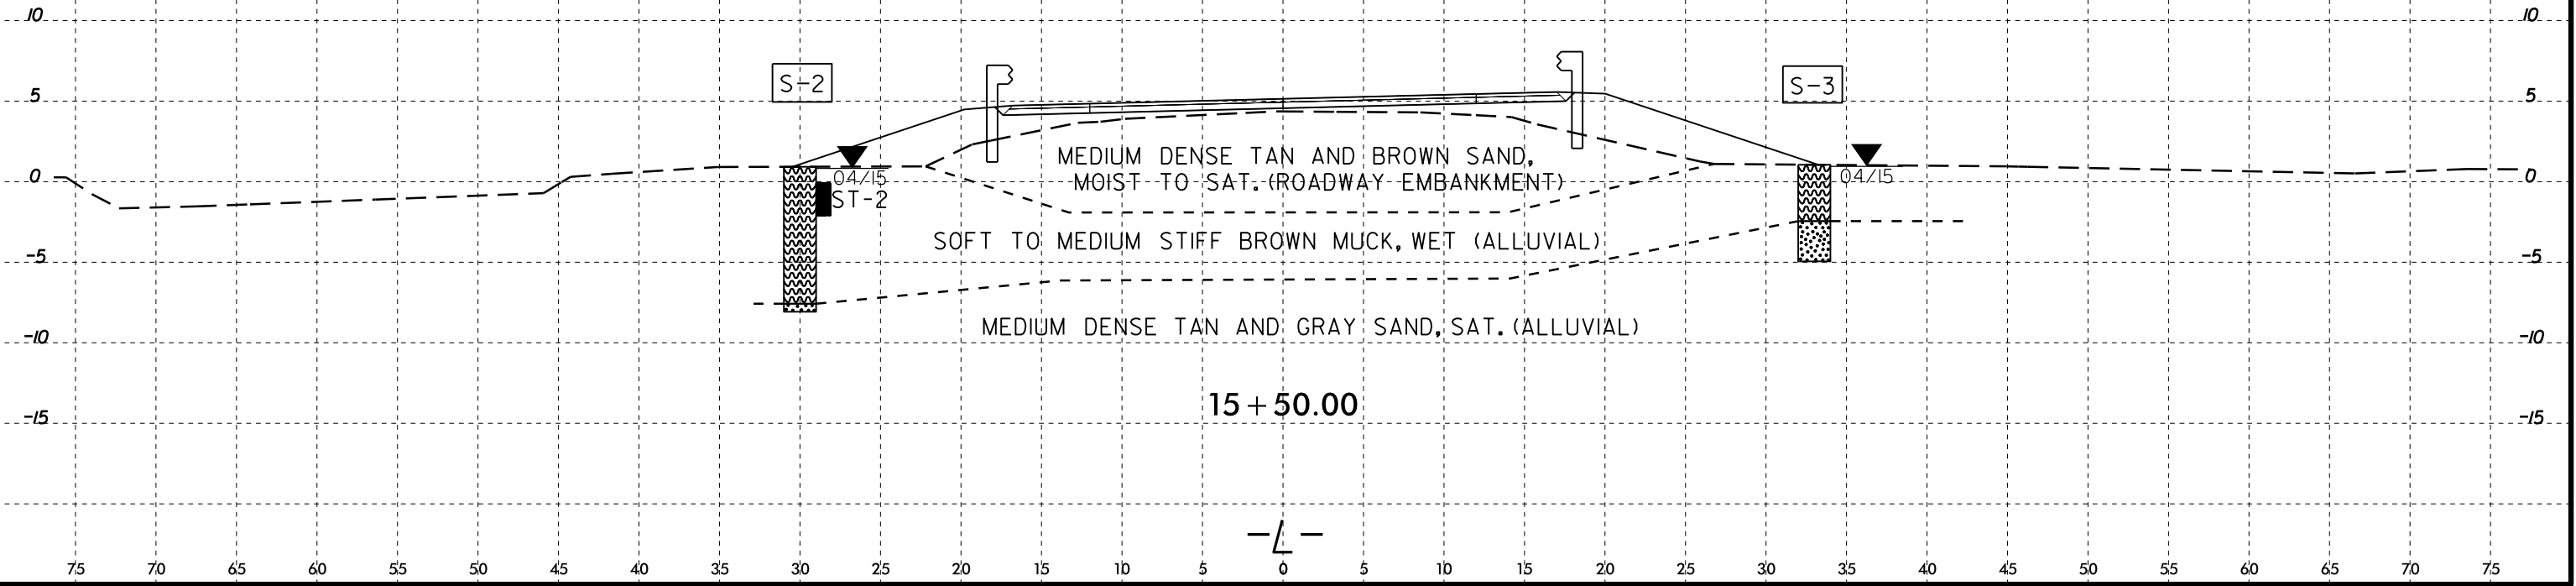 10 10
S-2 S-3
5 5
MEDIUM DENSE TAN AND BROWN SAND,
MOIST TO SAT. (ROADWAY EMBANKMENT)
0 04/15 04/15 0
ST-2
SOFT TO MEDIUM STIFF BROWN MUCK, WET (ALLUVIAL)
-5 -5
MEDIUM DENSE TAN AND GRAY SAND, SAT. (ALLUVIAL)
-10 -10
15+50.00
-15 -15
-L-
75 70 65 60 55 50 45 40 35 30 25 20 15 10 5 0 5 10 15 20 25 30 35 40 45 50 55 60 65 70 75